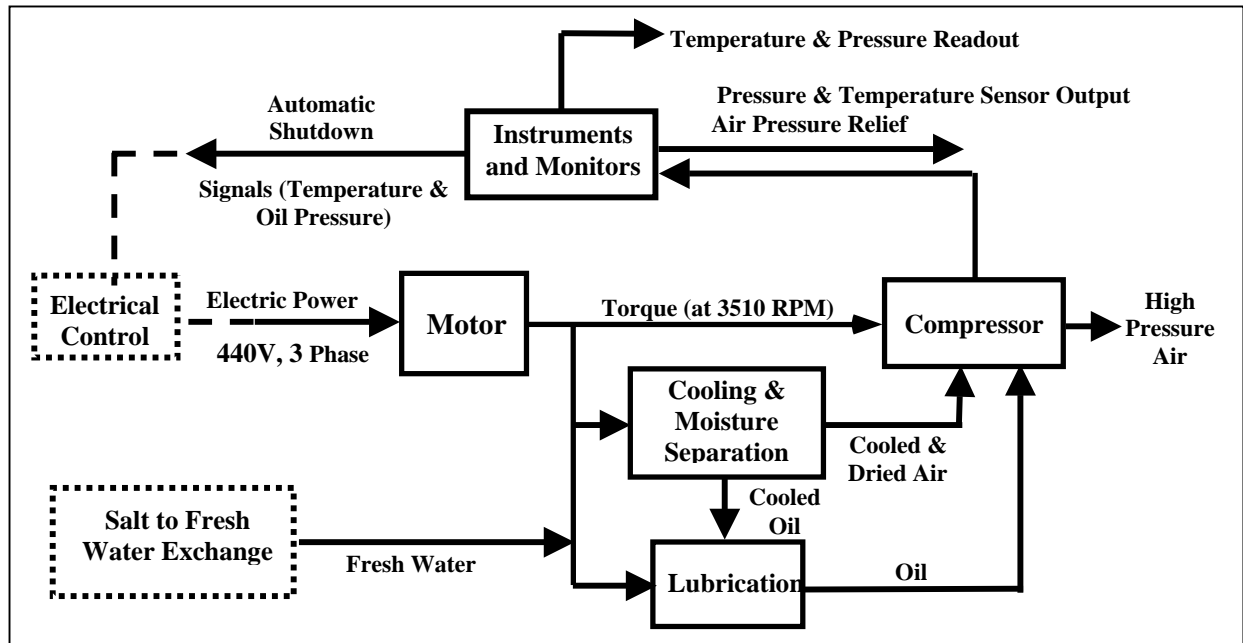 Temperature & Pressure Readout
Automatic
Shutdown
Instruments
and Monitors
Pressure & Temperature Sensor Output
Air Pressure Relief
Signals (Temperature &
Oil Pressure)
Electrical
Control
Electric Power
440V, 3 Phase
Motor
Torque (at 3510 RPM)
Compressor
High
Pressure
Air
Cooling &
Moisture
Separation
Cooled &
Dried Air
Cooled
Oil
Salt to Fresh
Water Exchange
Fresh Water
Lubrication
Oil